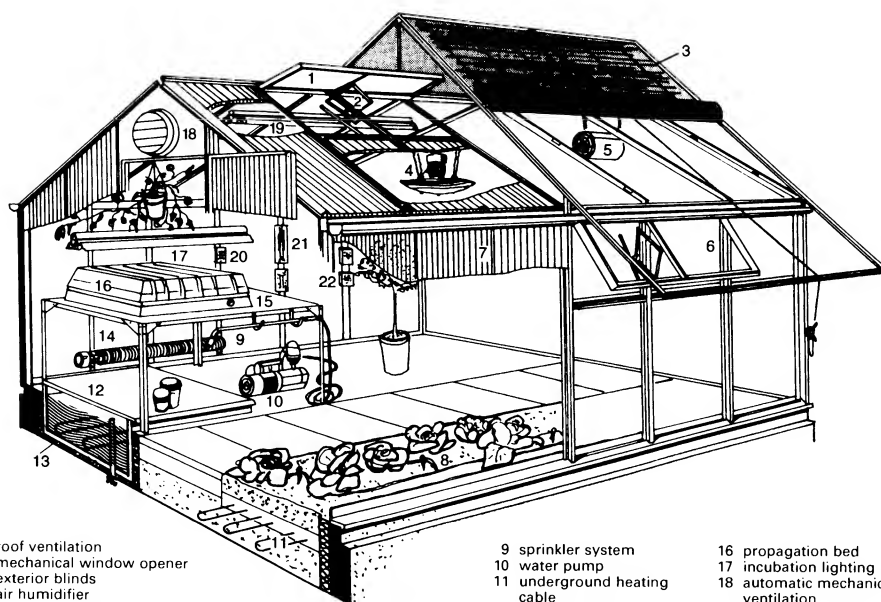 3
1
2
18
19
5
4
21
7
6
17
20
22
16
15
14
9
12
10
8
13
11
roof ventilation
mechanical window opener
exterior blinds
air humidifier
9 sprinkler system
10 water pump
11 underground heating
cable
16 propagation bed
17 incubation lighting
18 automatic mechanic
ventilation